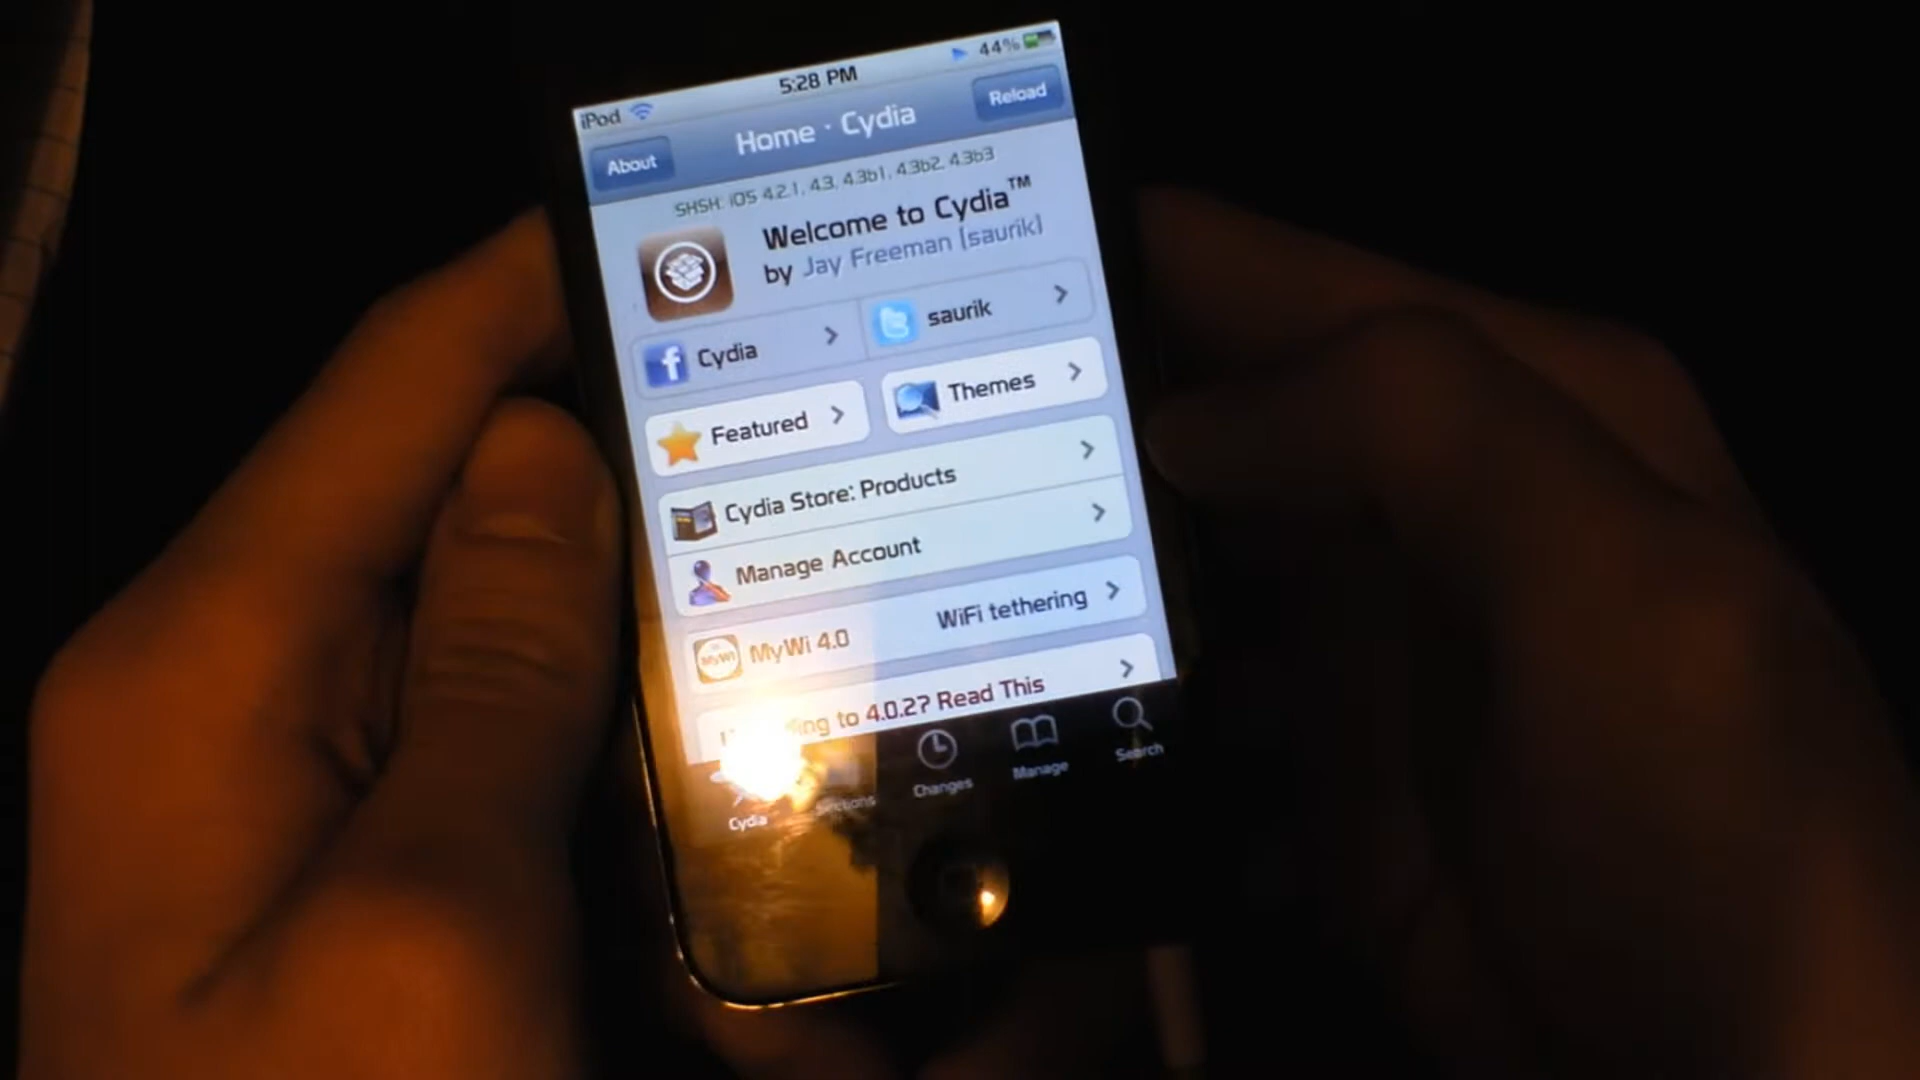 iPod
5:28 PM
44%
About
Home · Cydia
Reload
SHSH: iOS 4.2.1, 4.3, 4.3b1, 4.3b2, 4.3b3
Welcome to Cydia™
by Jay Freeman (saurik)
Cydia
saurik
Featured
Themes
Cydia Store: Products
Manage Account
MyWi
MyWi 4.0
WiFi tethering
ing to 4.0.2? Read This
Cydia
Sections
Changes
Manage
Search